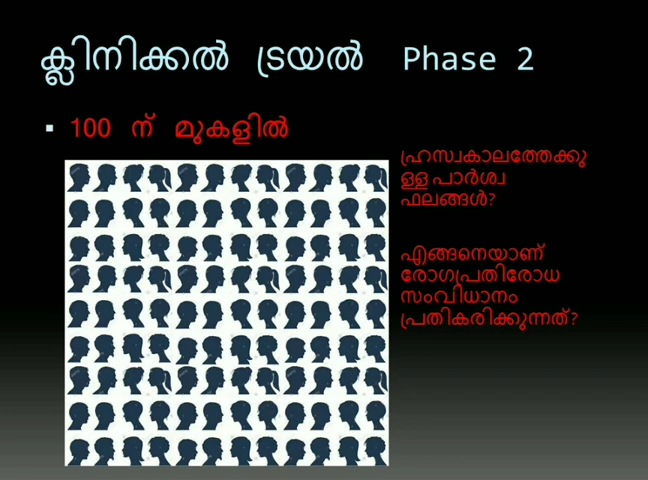 ക്ലിനിക്കൽ ട്രയൽ Phase 2
100 ന് മുകളിൽ
ഹ്രസ്വകാലത്തേക്കു
ള്ള പാർശ്വ
ഫലങ്ങൾ?
എങ്ങനെയാണ്
രോഗപ്രതിരോധ
സംവിധാനം
പ്രതികരിക്കുന്നത്?